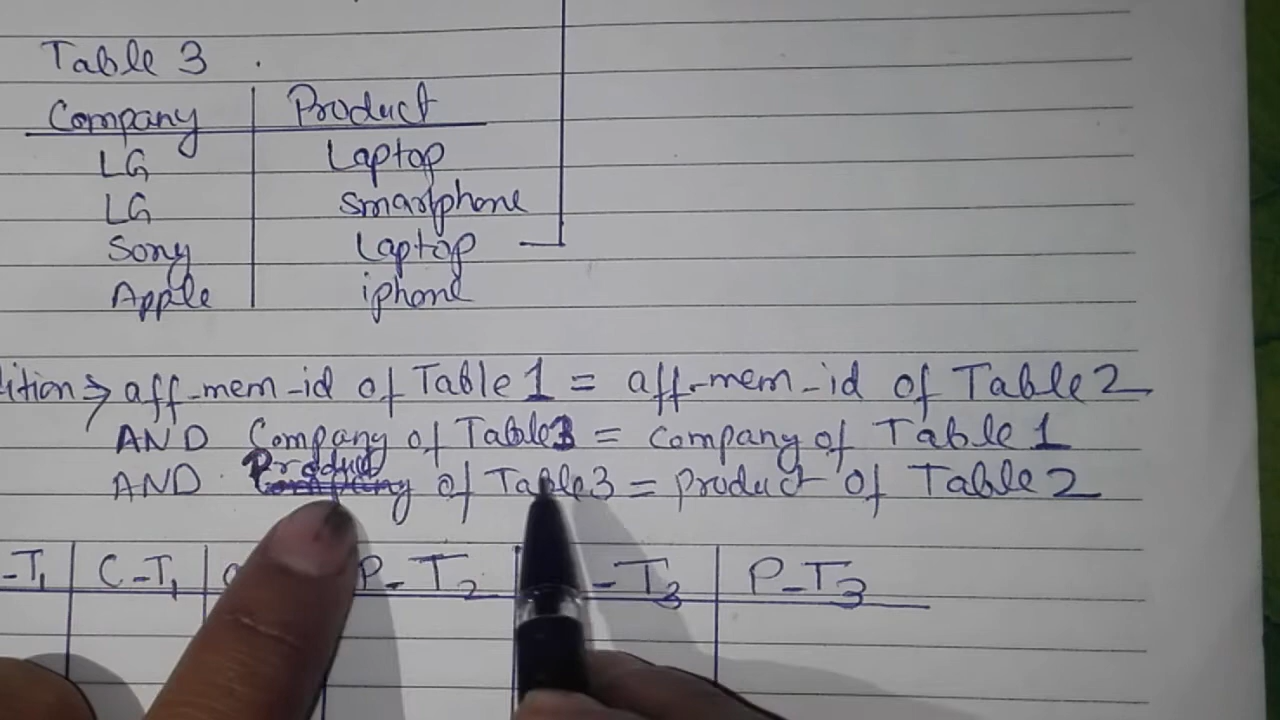 Table 3 .
Company Product
LG Laptop
LG smartphone
Sony Laptop
Apple iphone
dition ⇒ aff-mem-id of Table 1 = aff-mem-id of Table 2
AND Company of Table 3 = Company of Table 1
AND Product of Table 3 = product of Table 2
-T1 C-T1 P-T2 -T3 P-T3